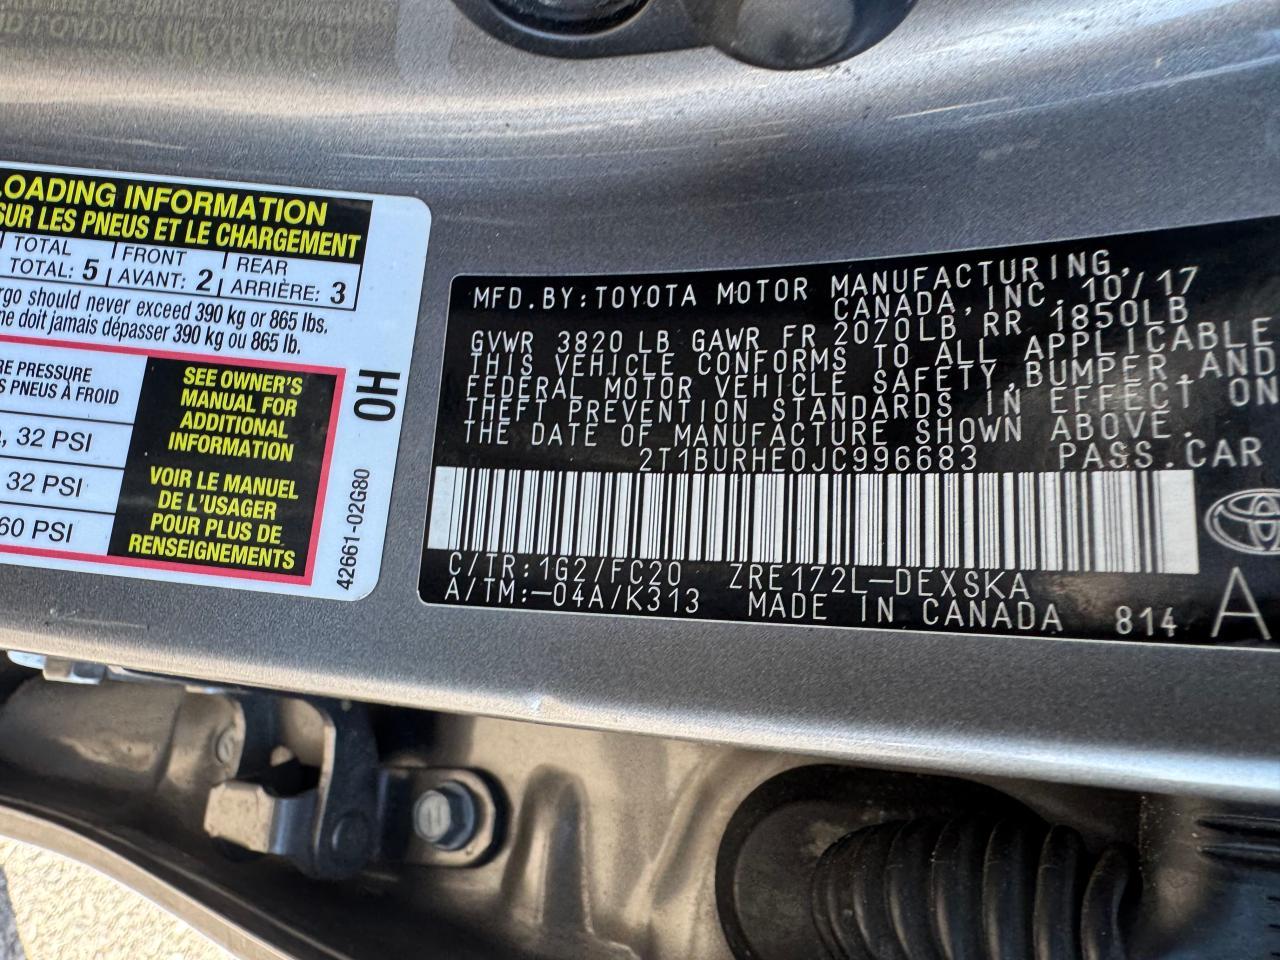 LOADING INFORMATION
SUR LES PNEUS ET LE CHARGEMENT
TOTAL FRONT REAR
TOTAL: 5 AVANT: 2 ARRIÈRE: 3
should never exceed 390 kg or 865 lbs.
ne doit jamais dépasser 390 kg ou 865 lb.
PRESSURE
PNEUS À FROID
32 PSI
32 PSI
60 PSI
SEE OWNER'S
MANUAL FOR
ADDITIONAL
INFORMATION
VOIR LE MANUEL
DE L'USAGER
POUR PLUS DE
RENSEIGNEMENTS
0H
42661-02G80
MFD.BY:TOYOTA MOTOR MANUFACTURING,
CANADA, INC. 10/17
GVWR 3820 LB GAWR FR 2070LB RR 1850LB
THIS VEHICLE CONFORMS TO ALL APPLICABLE
FEDERAL MOTOR VEHICLE SAFETY,BUMPER,AND
THEFT PREVENTION STANDARDS IN EFFECT ON
THE DATE OF MANUFACTURE SHOWN ABOVE.
2T1BURHE0JC996683 PASS.CAR
C/TR:1G2/FC20 ZRE172L-DEXSKA
A/TM:-04A/K313 MADE IN CANADA 814 A